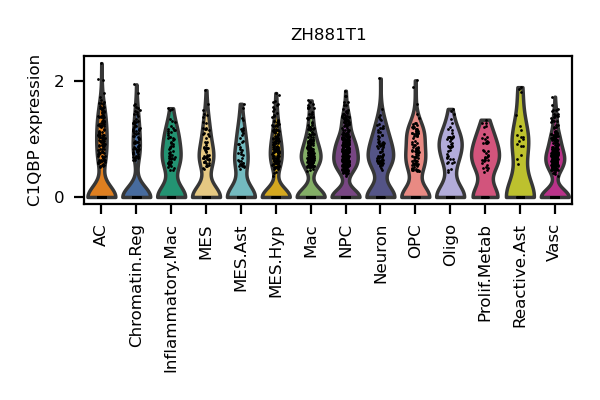 ZH881T1
C1QBP expression
2
0
AC
Chromatin.Reg
Inflammatory.Mac
MES
MES.Ast
MES.Hyp
Mac
NPC
Neuron
OPC
Oligo
Prolif.Metab
Reactive.Ast
Vasc